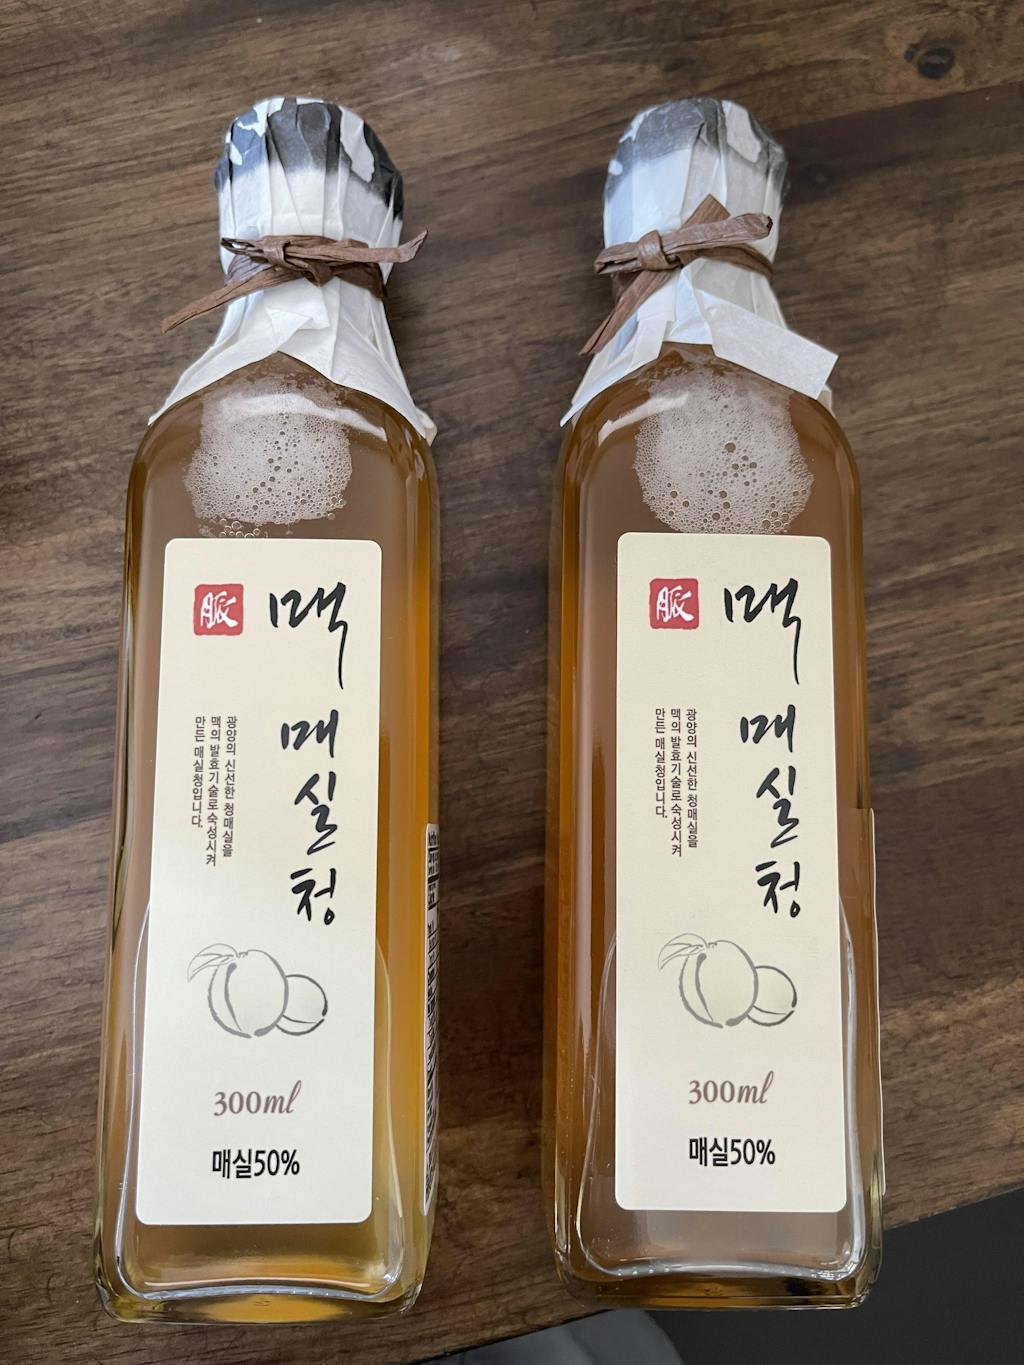 脈 맥
매실청
광양의 신선한 청매실을
맥의 발효기술로 숙성시켜
만든 매실청입니다.
300ml
매실50%
脈 맥
매실청
광양의 신선한 청매실을
맥의 발효기술로 숙성시켜
만든 매실청입니다.
300ml
매실50%